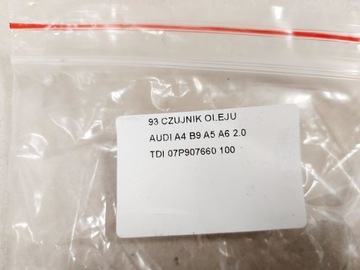 93 CZUJNIK OLEJU
AUDI A4 B9 A5 A6 2.0
TDI 07P907660 100